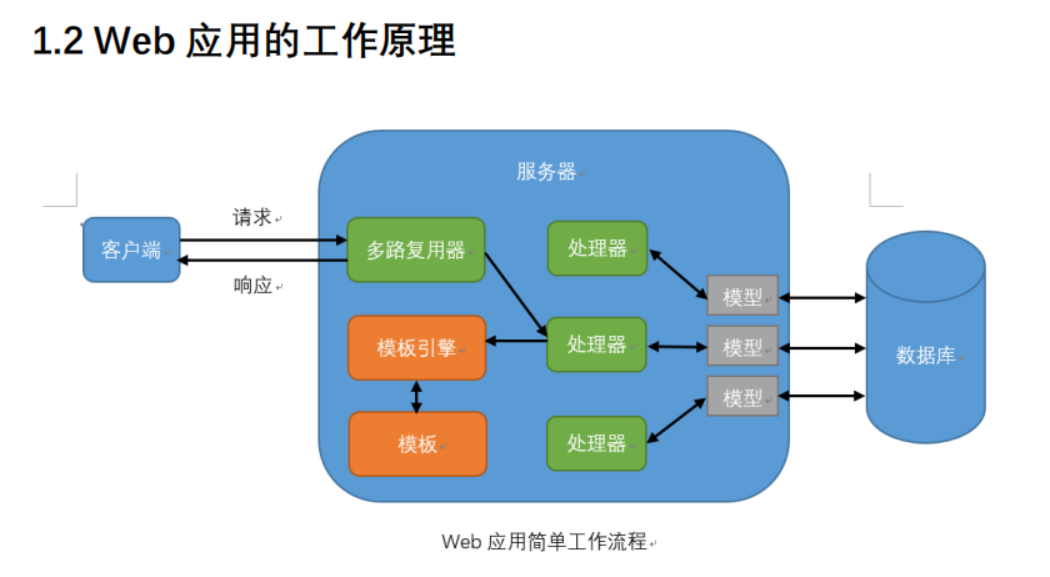 1.2 Web 应用的工作原理
服务器
请求
客户端
多路复用器
处理器
响应
模型
模板引擎
处理器
模型
数据库
模型
模板
处理器
Web 应用简单工作流程